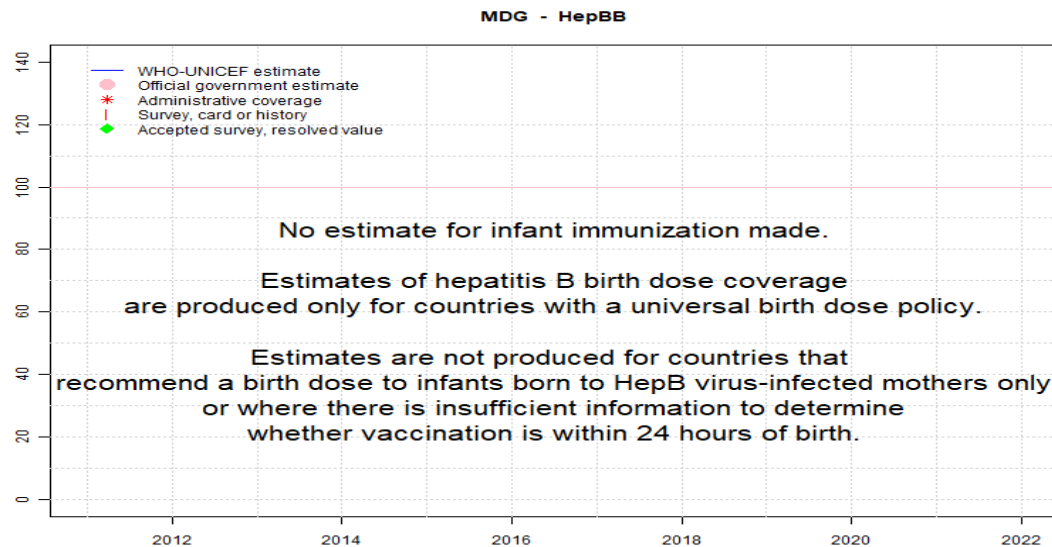 MDG - HepBB
140
120
100
80
60
40
20
0
WHO-UNICEF estimate
Official government estimate
Administrative coverage
Survey, card or history
Accepted survey, resolved value
No estimate for infant immunization made.
Estimates of hepatitis B birth dose coverage
are produced only for countries with a universal birth dose policy.
Estimates are not produced for countries that
recommend a birth dose to infants born to HepB virus-infected mothers only
or where there is insufficient information to determine
whether vaccination is within 24 hours of birth.
2012 2014 2016 2018 2020 2022